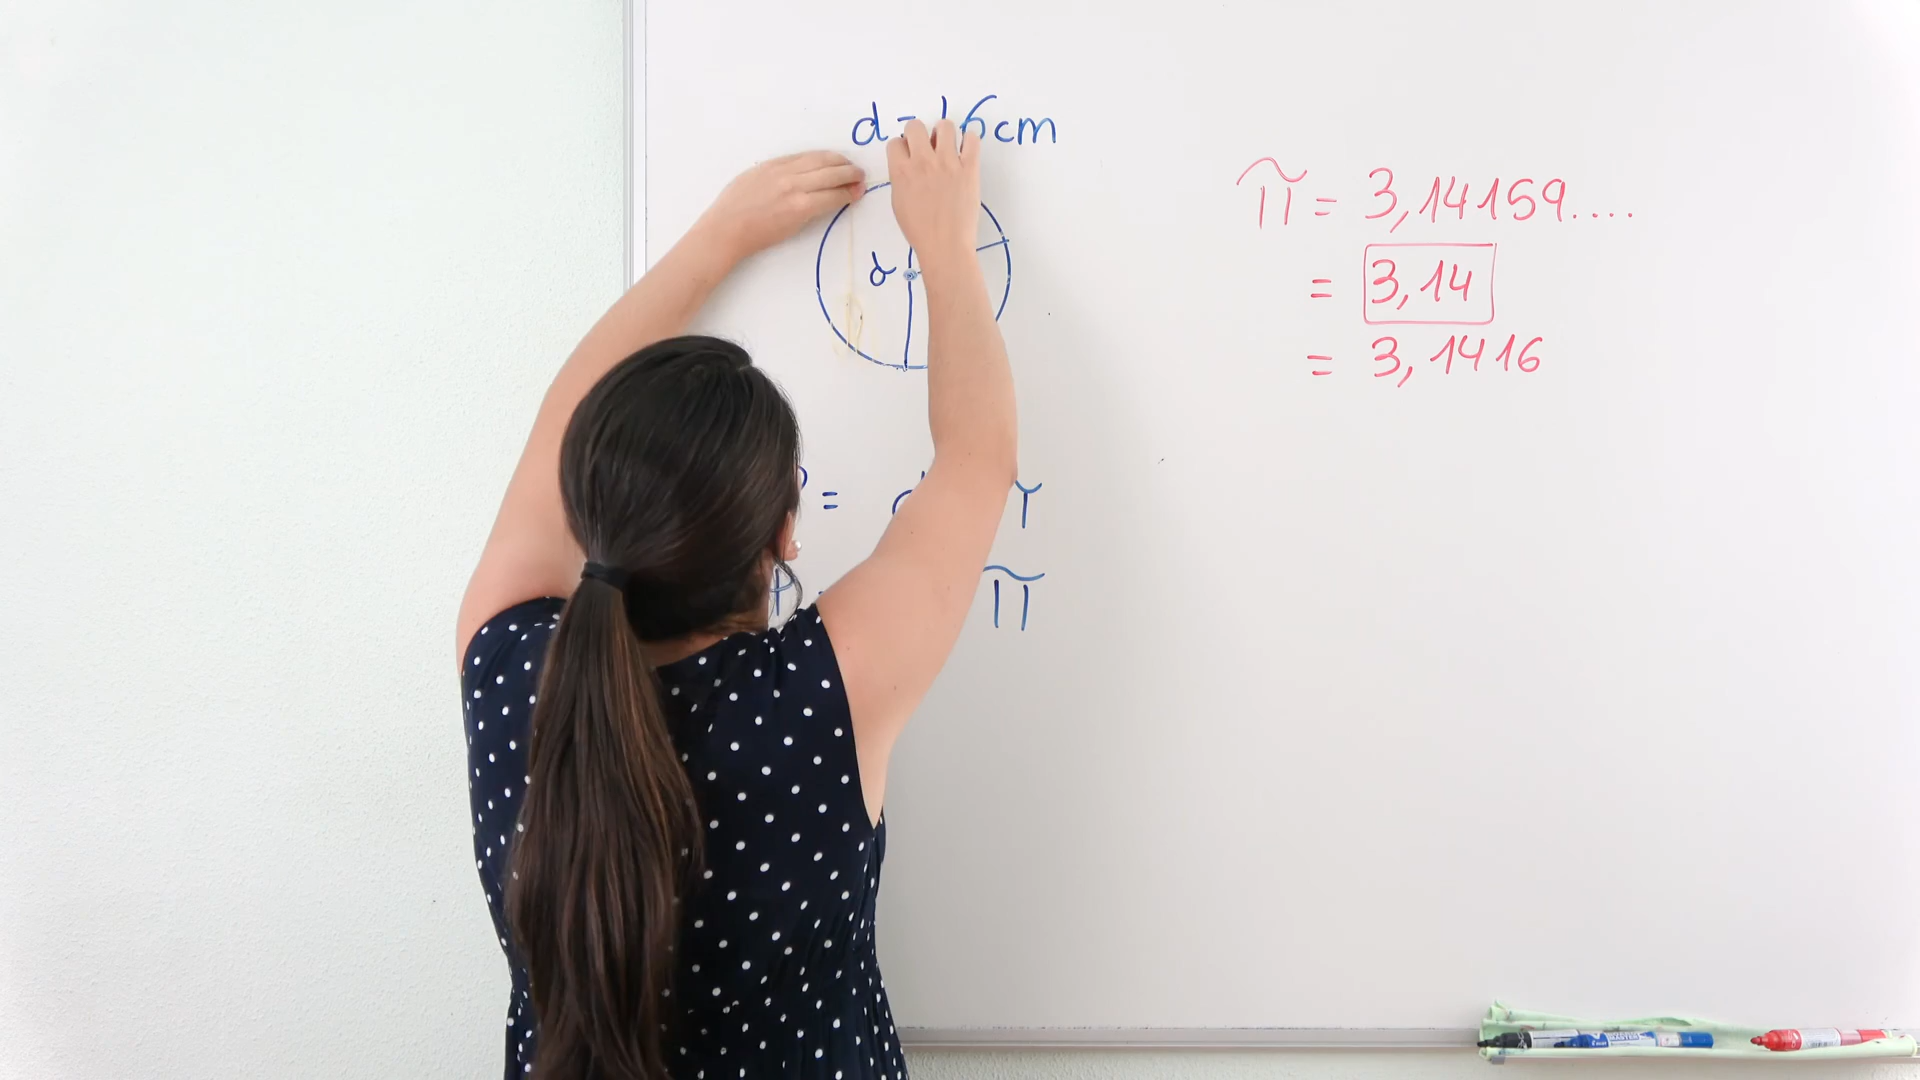 d = 16cm
d
P = d
P
π
π = 3,14159....
= 3,14
= 3,1416